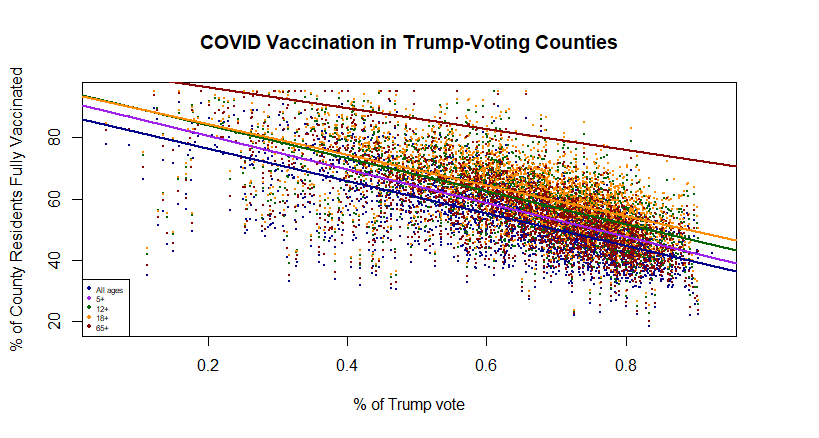 COVID Vaccination in Trump-Voting Counties
% of County Residents Fully Vaccinated
80
60
40
20
All ages
5+
12+
18+
65+
0.2 0.4 0.6 0.8
% of Trump vote